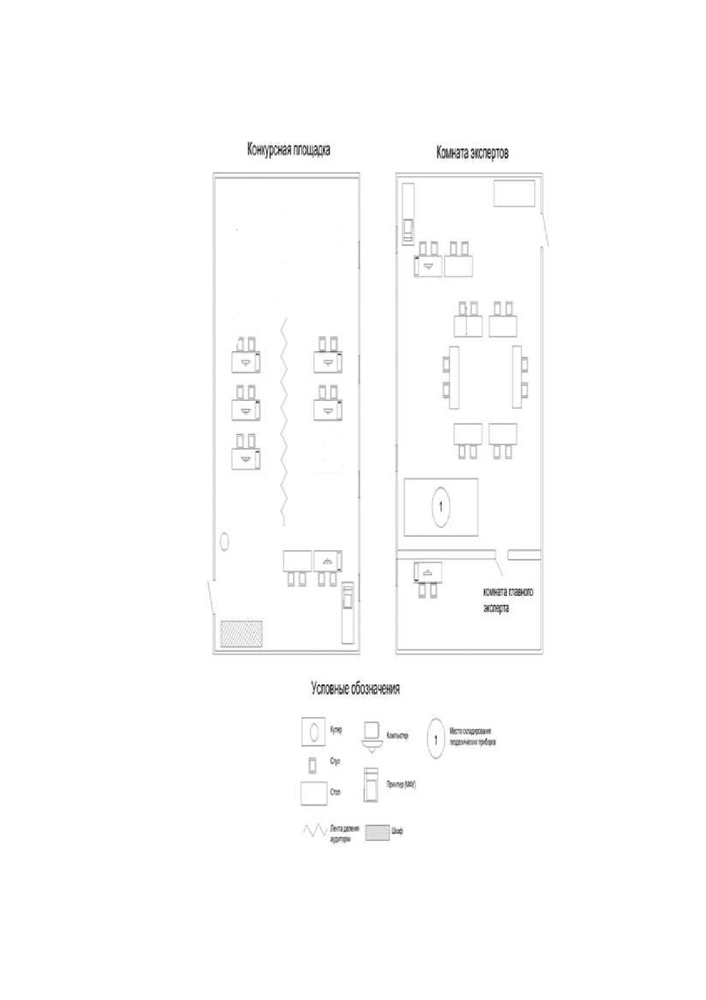 Конкурсная площадка
Комната экспертов
1
комната главного
эксперта
Условные обозначения
Кулер
Компьютер
1
Место складирования
геодезических приборов
Стул
Принтер (МФУ)
Стол
Лента деления
аудитории
Шкаф